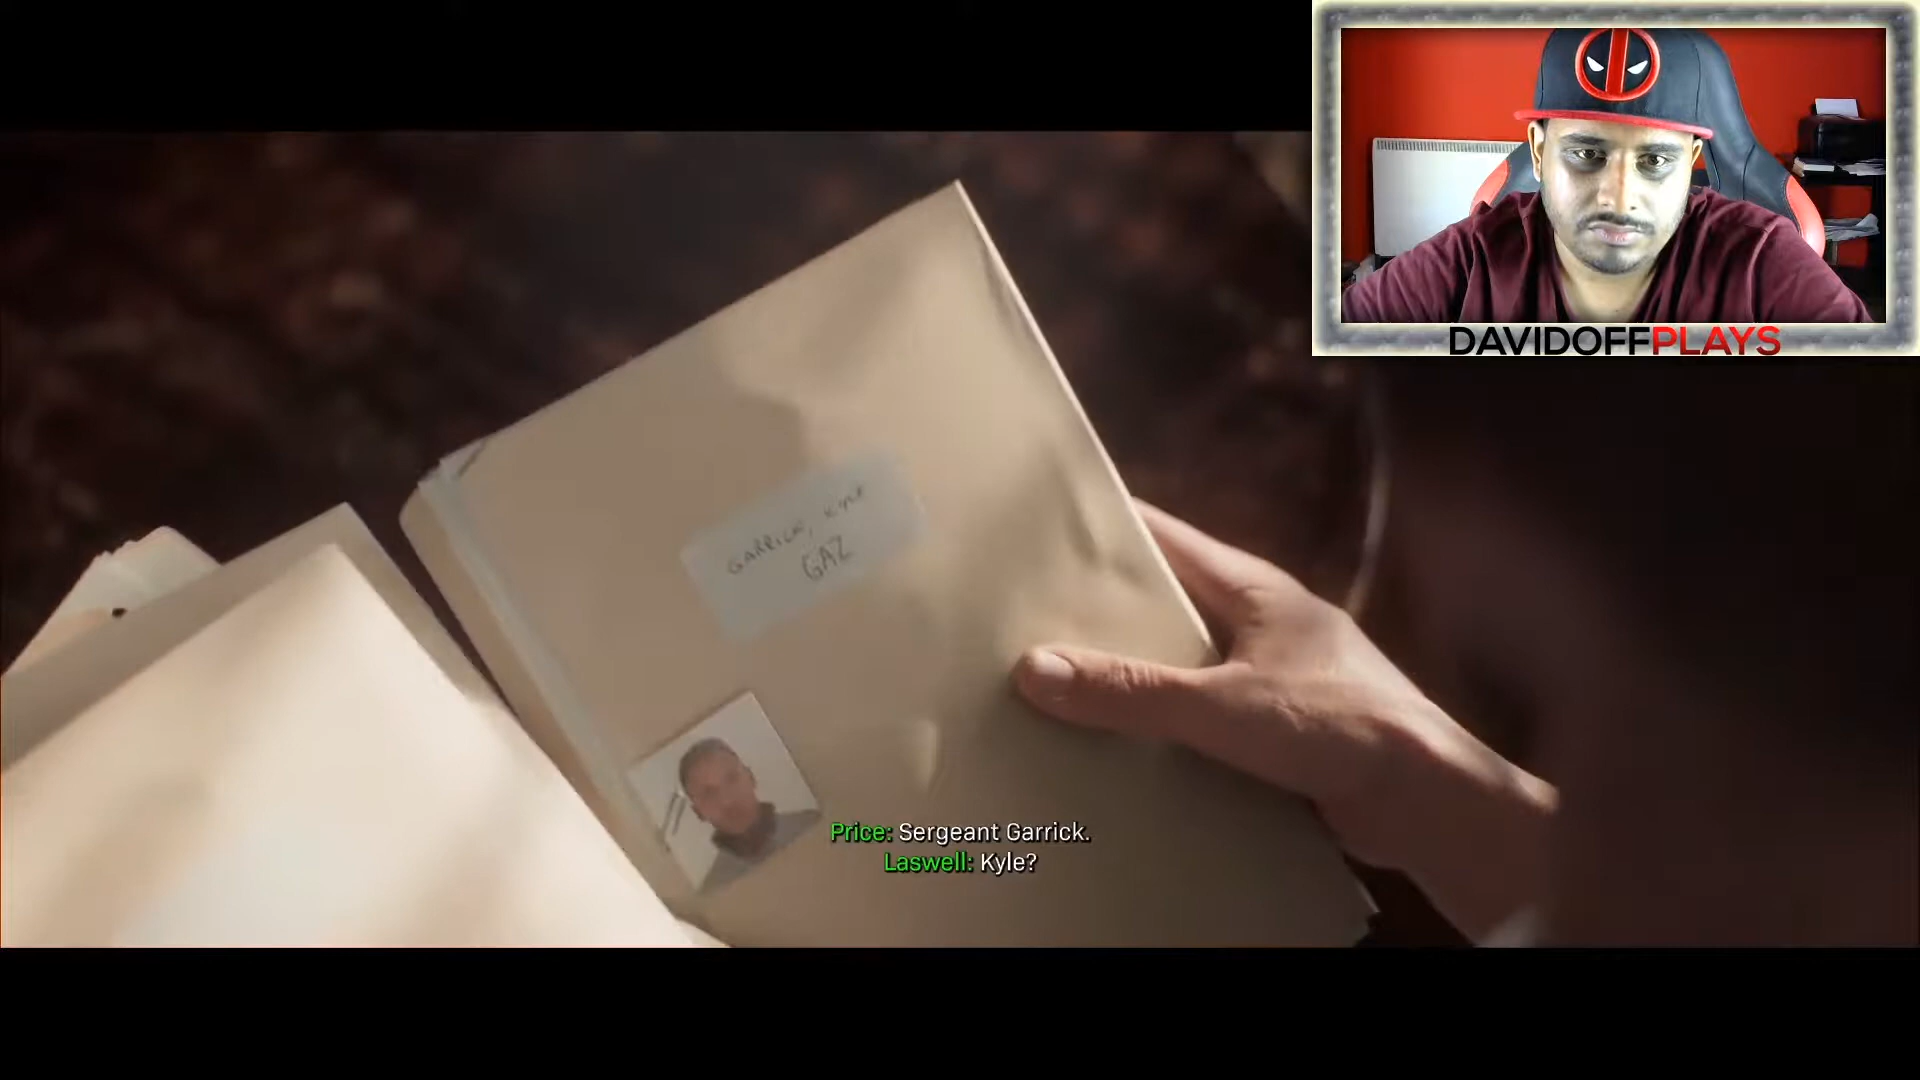 DAVIDOFFPLAYS
GARRICK, KYLE
GAZ
Price: Sergeant Garrick.
Laswell: Kyle?